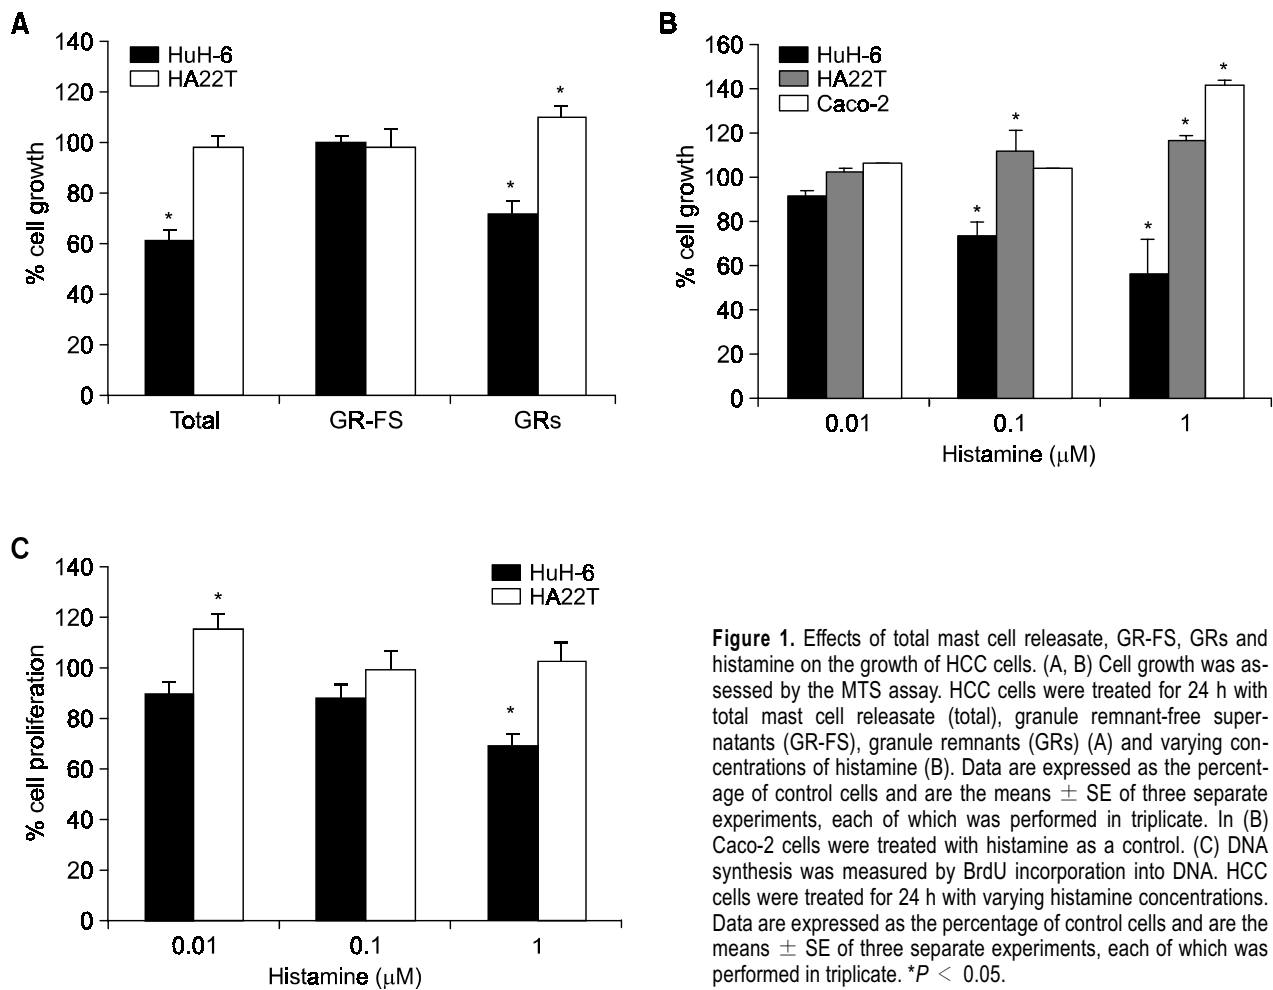 A
140
120
100
80
60
40
20
0
% cell growth
HuH-6
HA22T
*
*
*
Total GR-FS GRs
B
160
140
120
100
80
60
40
20
0
% cell growth
HuH-6
HA22T
Caco-2
*
*
*
*
*
0.01 0.1 1
Histamine (μM)
C
140
120
100
80
60
40
20
0
% cell proliferation
HuH-6
HA22T
*
*
0.01 0.1 1
Histamine (μM)
Figure 1. Effects of total mast cell releasate, GR-FS, GRs and
histamine on the growth of HCC cells. (A, B) Cell growth was as-
sessed by the MTS assay. HCC cells were treated for 24 h with
total mast cell releasate (total), granule remnant-free super-
natants (GR-FS), granule remnants (GRs) (A) and varying con-
centrations of histamine (B). Data are expressed as the percent-
age of control cells and are the means ± SE of three separate
experiments, each of which was performed in triplicate. In (B)
Caco-2 cells were treated with histamine as a control. (C) DNA
synthesis was measured by BrdU incorporation into DNA. HCC
cells were treated for 24 h with varying histamine concentrations.
Data are expressed as the percentage of control cells and are the
means ± SE of three separate experiments, each of which was
performed in triplicate. *P < 0.05.